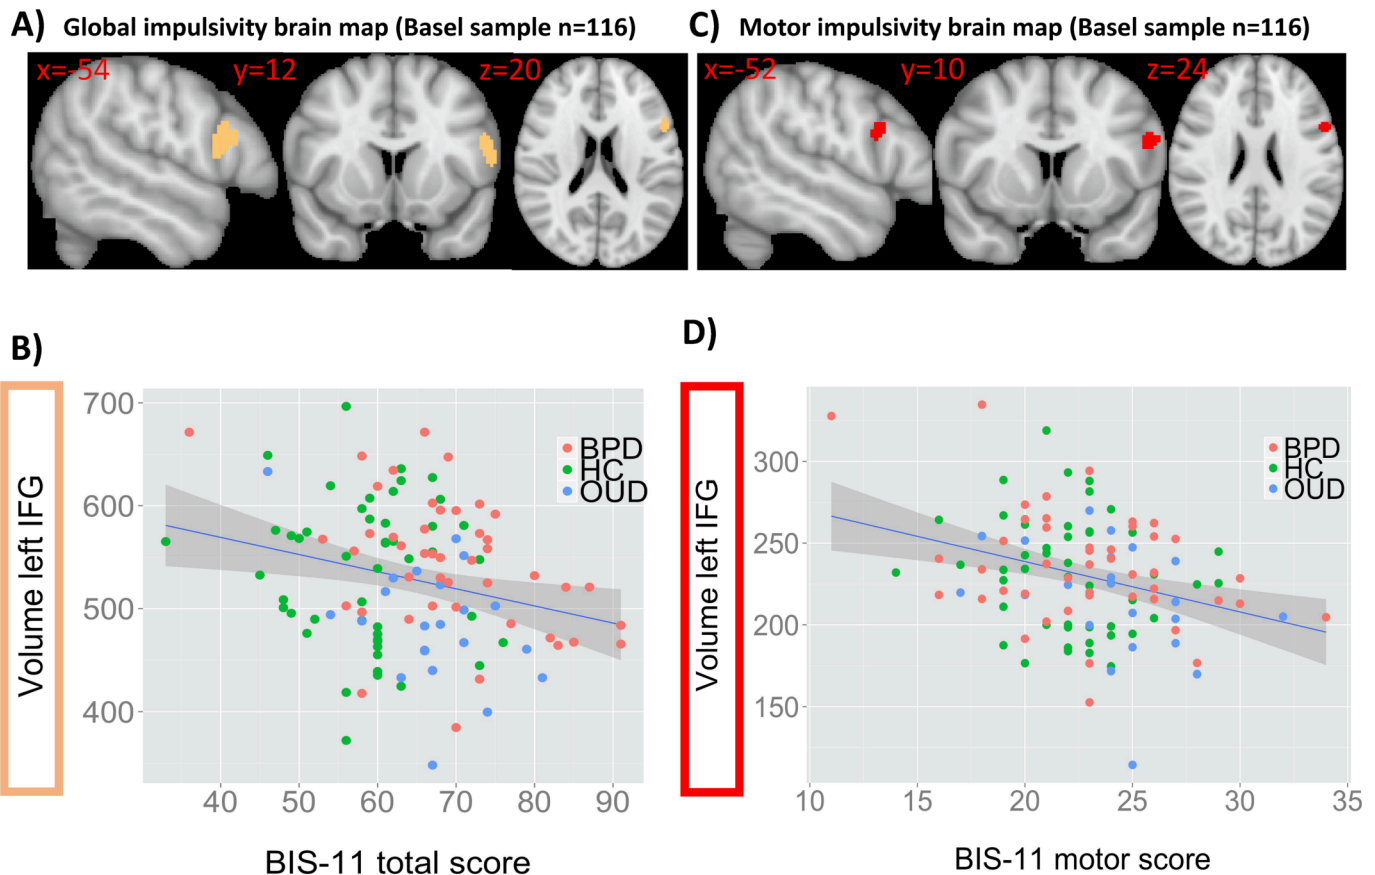 A) Global impulsivity brain map (Basel sample n=116)
x=-54 y=12 z=20
C) Motor impulsivity brain map (Basel sample n=116)
x=-52 y=10 z=24
B)
Volume left IFG
700
600
500
400
BPD
HC
OUD
40 50 60 70 80 90
BIS-11 total score
D)
Volume left IFG
300
250
200
150
BPD
HC
OUD
10 15 20 25 30 35
BIS-11 motor score